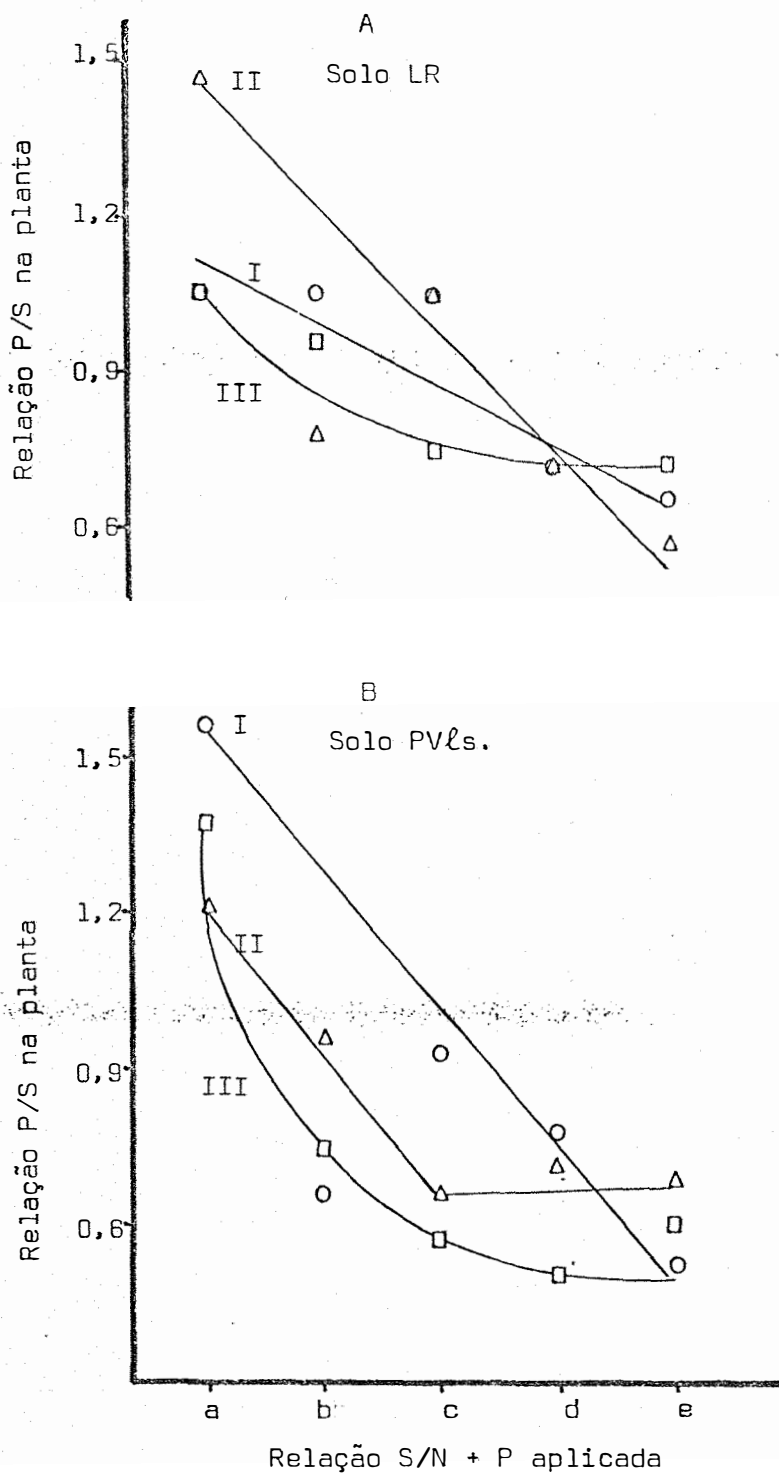 A
Solo LR
Relação P/S na planta
1,5
1,2
0,9
0,6
II
I
III
B
Solo PVls.
Relação P/S na planta
1,5
1,2
0,9
0,6
I
II
III
a b c d e
Relação S/N + P aplicada